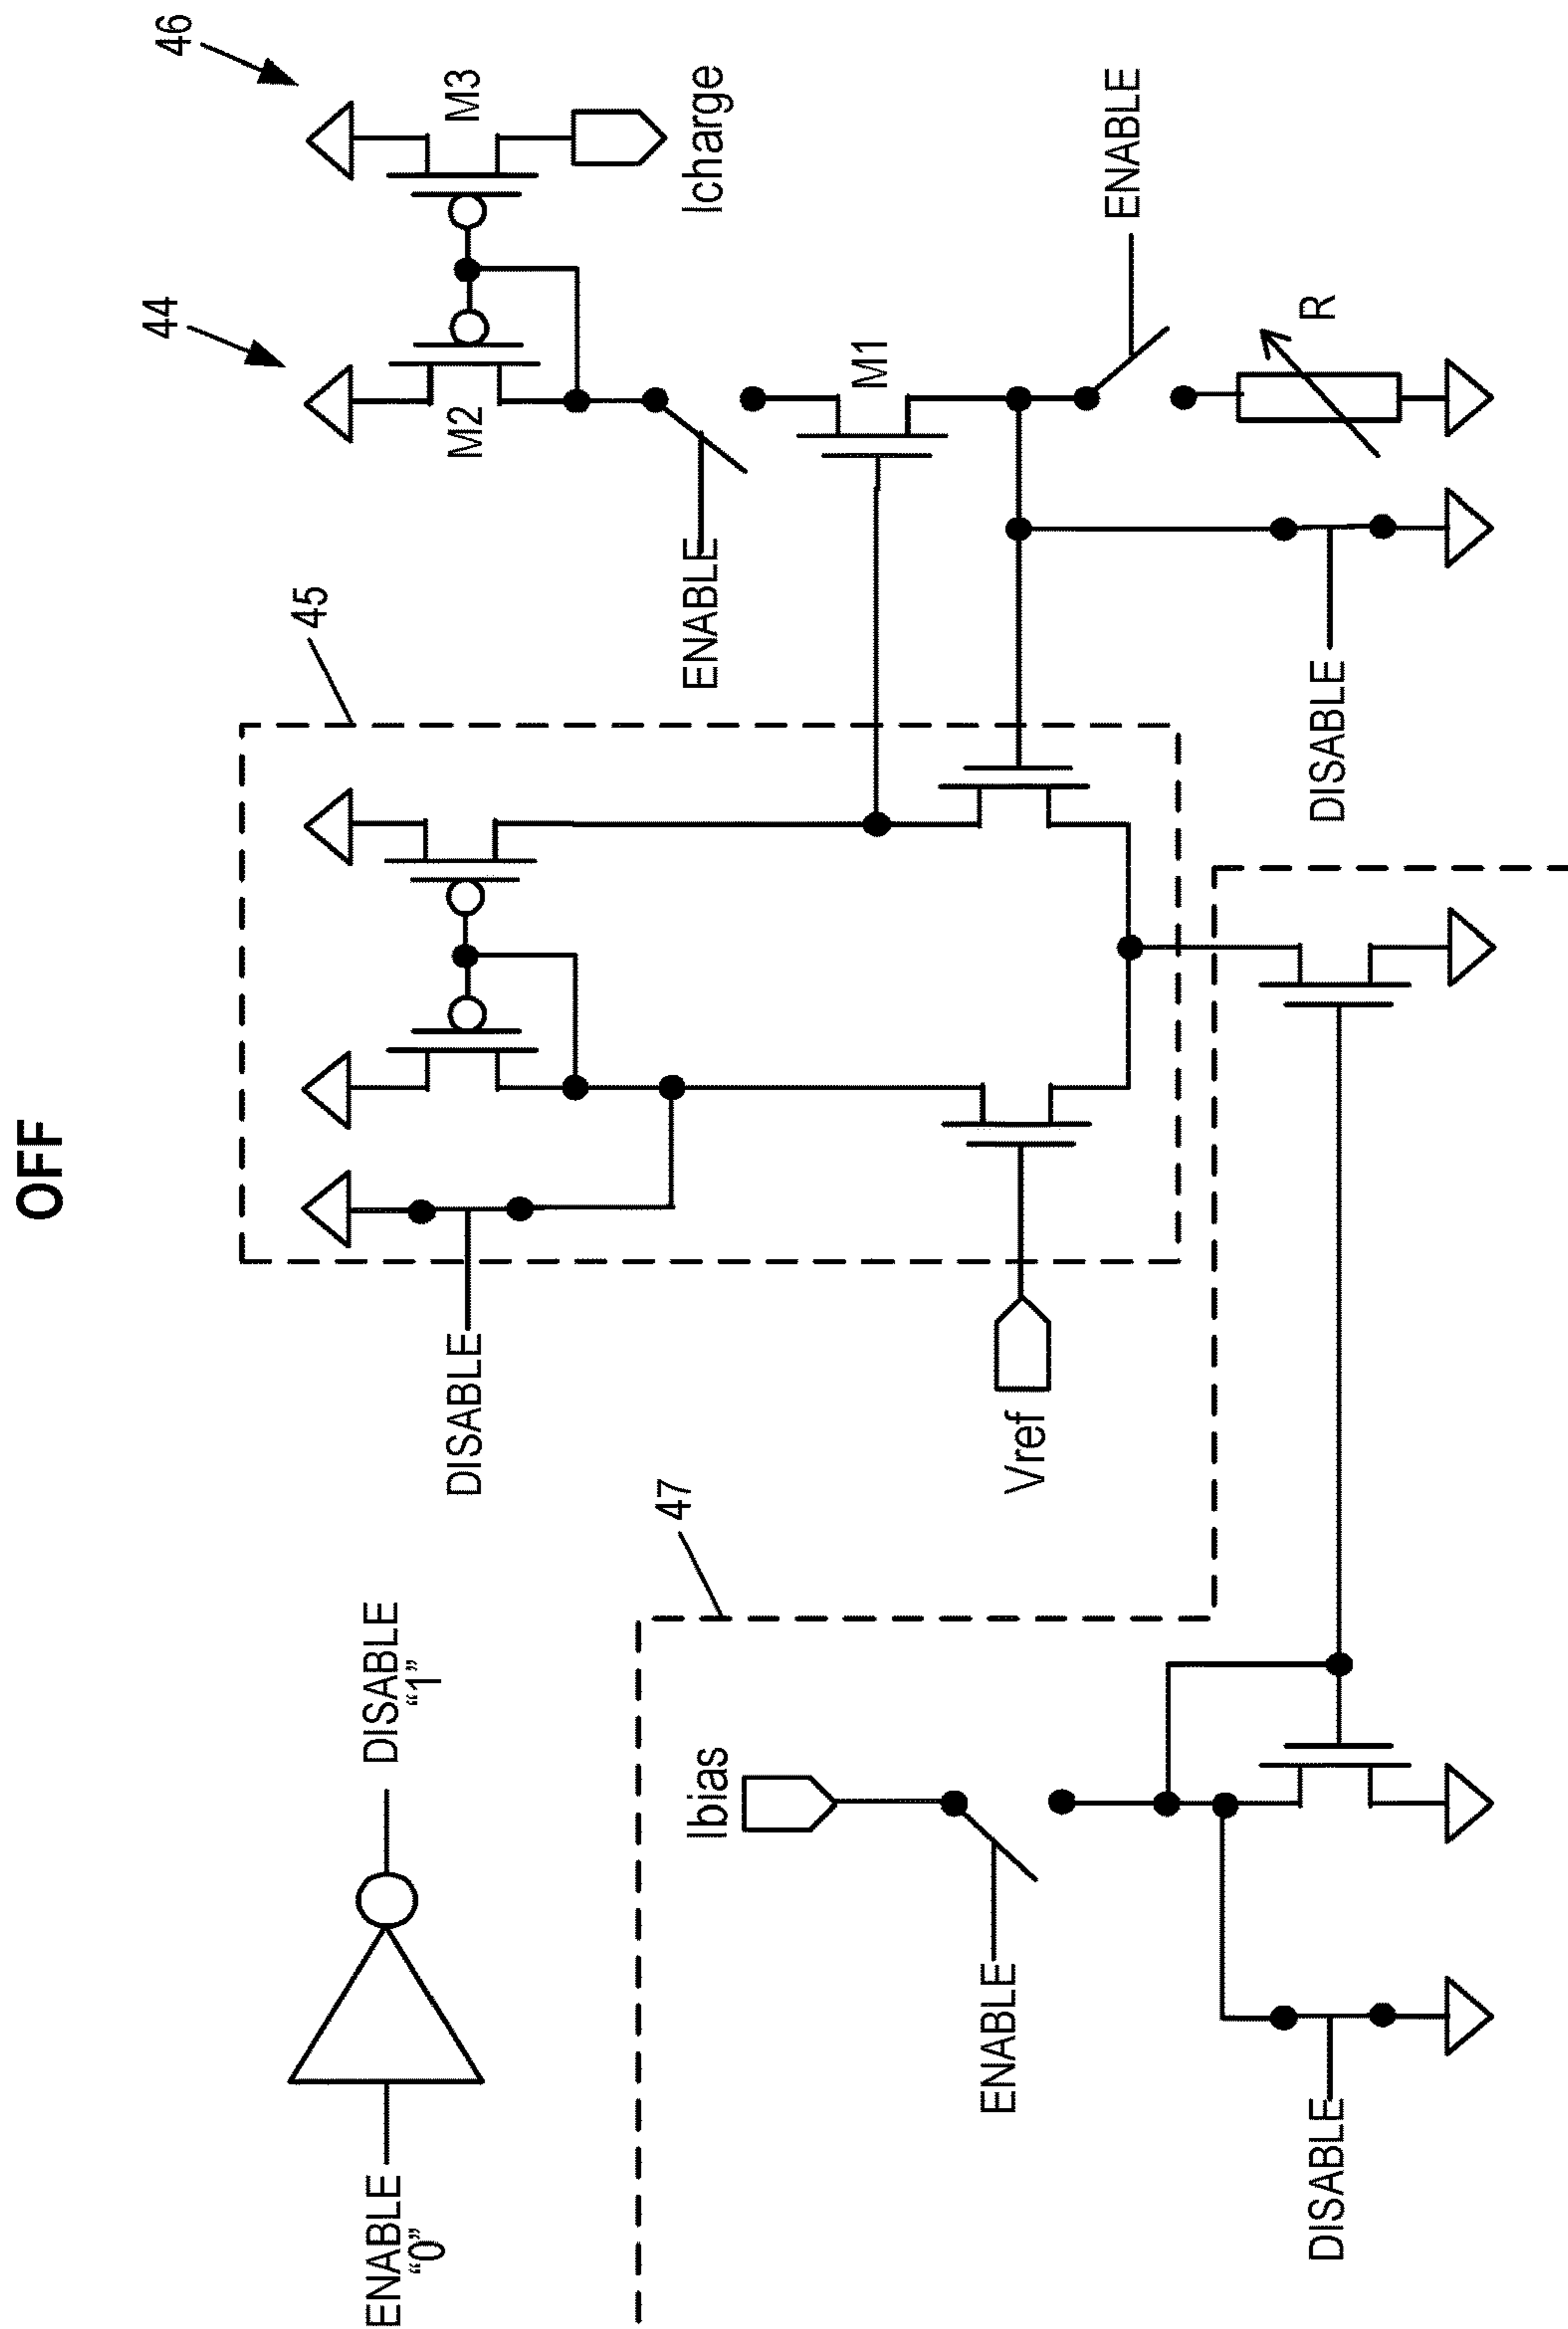 OFF
ENABLE
“0”
DISABLE
“1”
DISABLE
45
44
46
M2
M3
Icharge
ENABLE
M1
Vref
47
Ibias
ENABLE
ENABLE
R
DISABLE
DISABLE